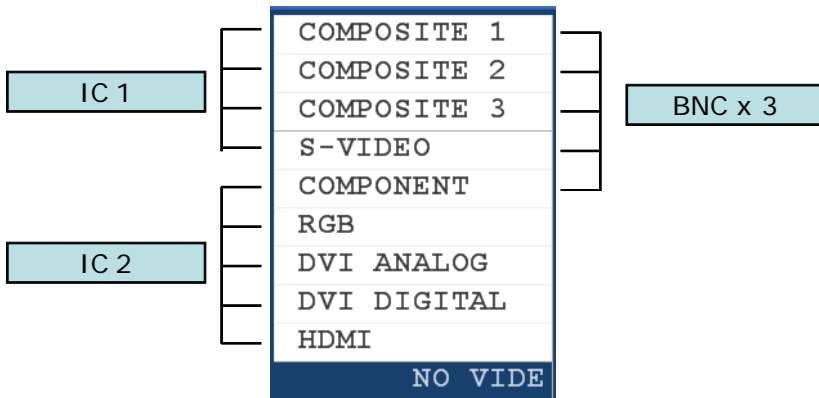 COMPOSITE 1
COMPOSITE 2
IC 1
COMPOSITE 3
BNC x 3
S-VIDEO
COMPONENT
RGB
IC 2
DVI ANALOG
DVI DIGITAL
HDMI
NO VIDE